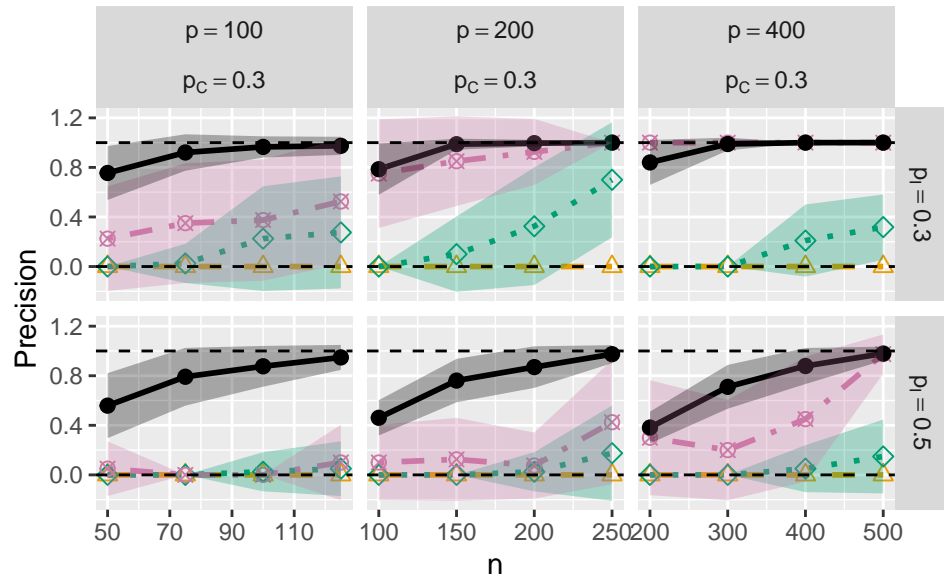 p = 100
p = 200
p = 400
p_C = 0.3
p_C = 0.3
p_C = 0.3
Precision
1.2
0.8
0.4
0.0
p_I = 0.3
1.2
0.8
0.4
0.0
p_I = 0.5
50 70 90 110
100 150 200 250
200 300 400 500
n